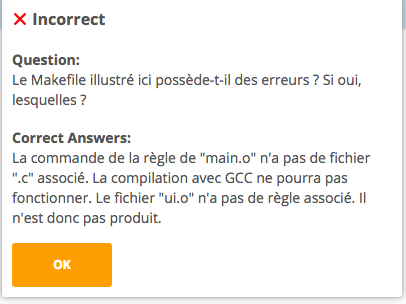 Incorrect
Question:
Le Makefile illustré ici possède-t-il des erreurs ? Si oui,
lesquelles ?
Correct Answers:
La commande de la règle de "main.o" n'a pas de fichier
".c" associé. La compilation avec GCC ne pourra pas
fonctionner. Le fichier "ui.o" n'a pas de règle associé. Il
n'est donc pas produit.
OK